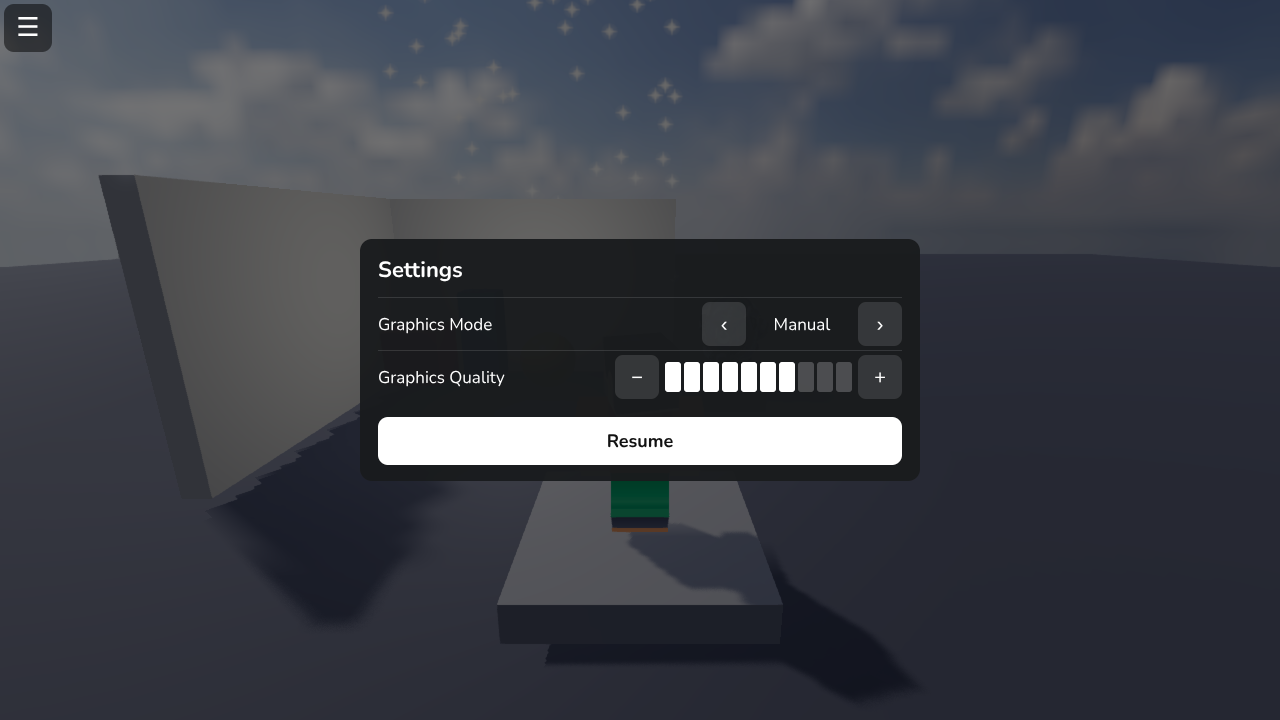 Settings
Graphics Mode
‹ Manual ›
Graphics Quality
− +
Resume